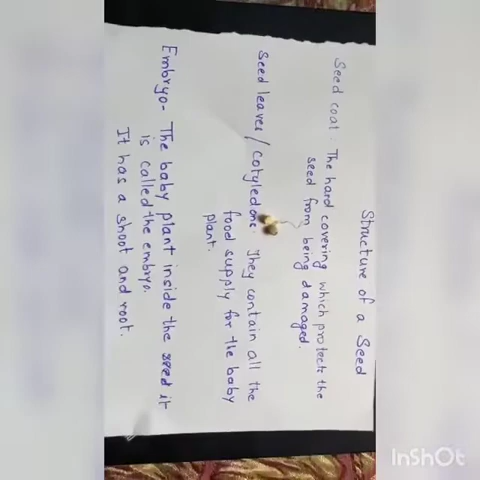 Structure of a Seed
Seed coat: The hard covering which protects the
seed from being damaged.
Seed leaves/cotyledons: They contain all the
food supply for the baby
plant.
Embryo- The baby plant inside the seed it
is called the embryo.
It has a shoot and root.
InShOt